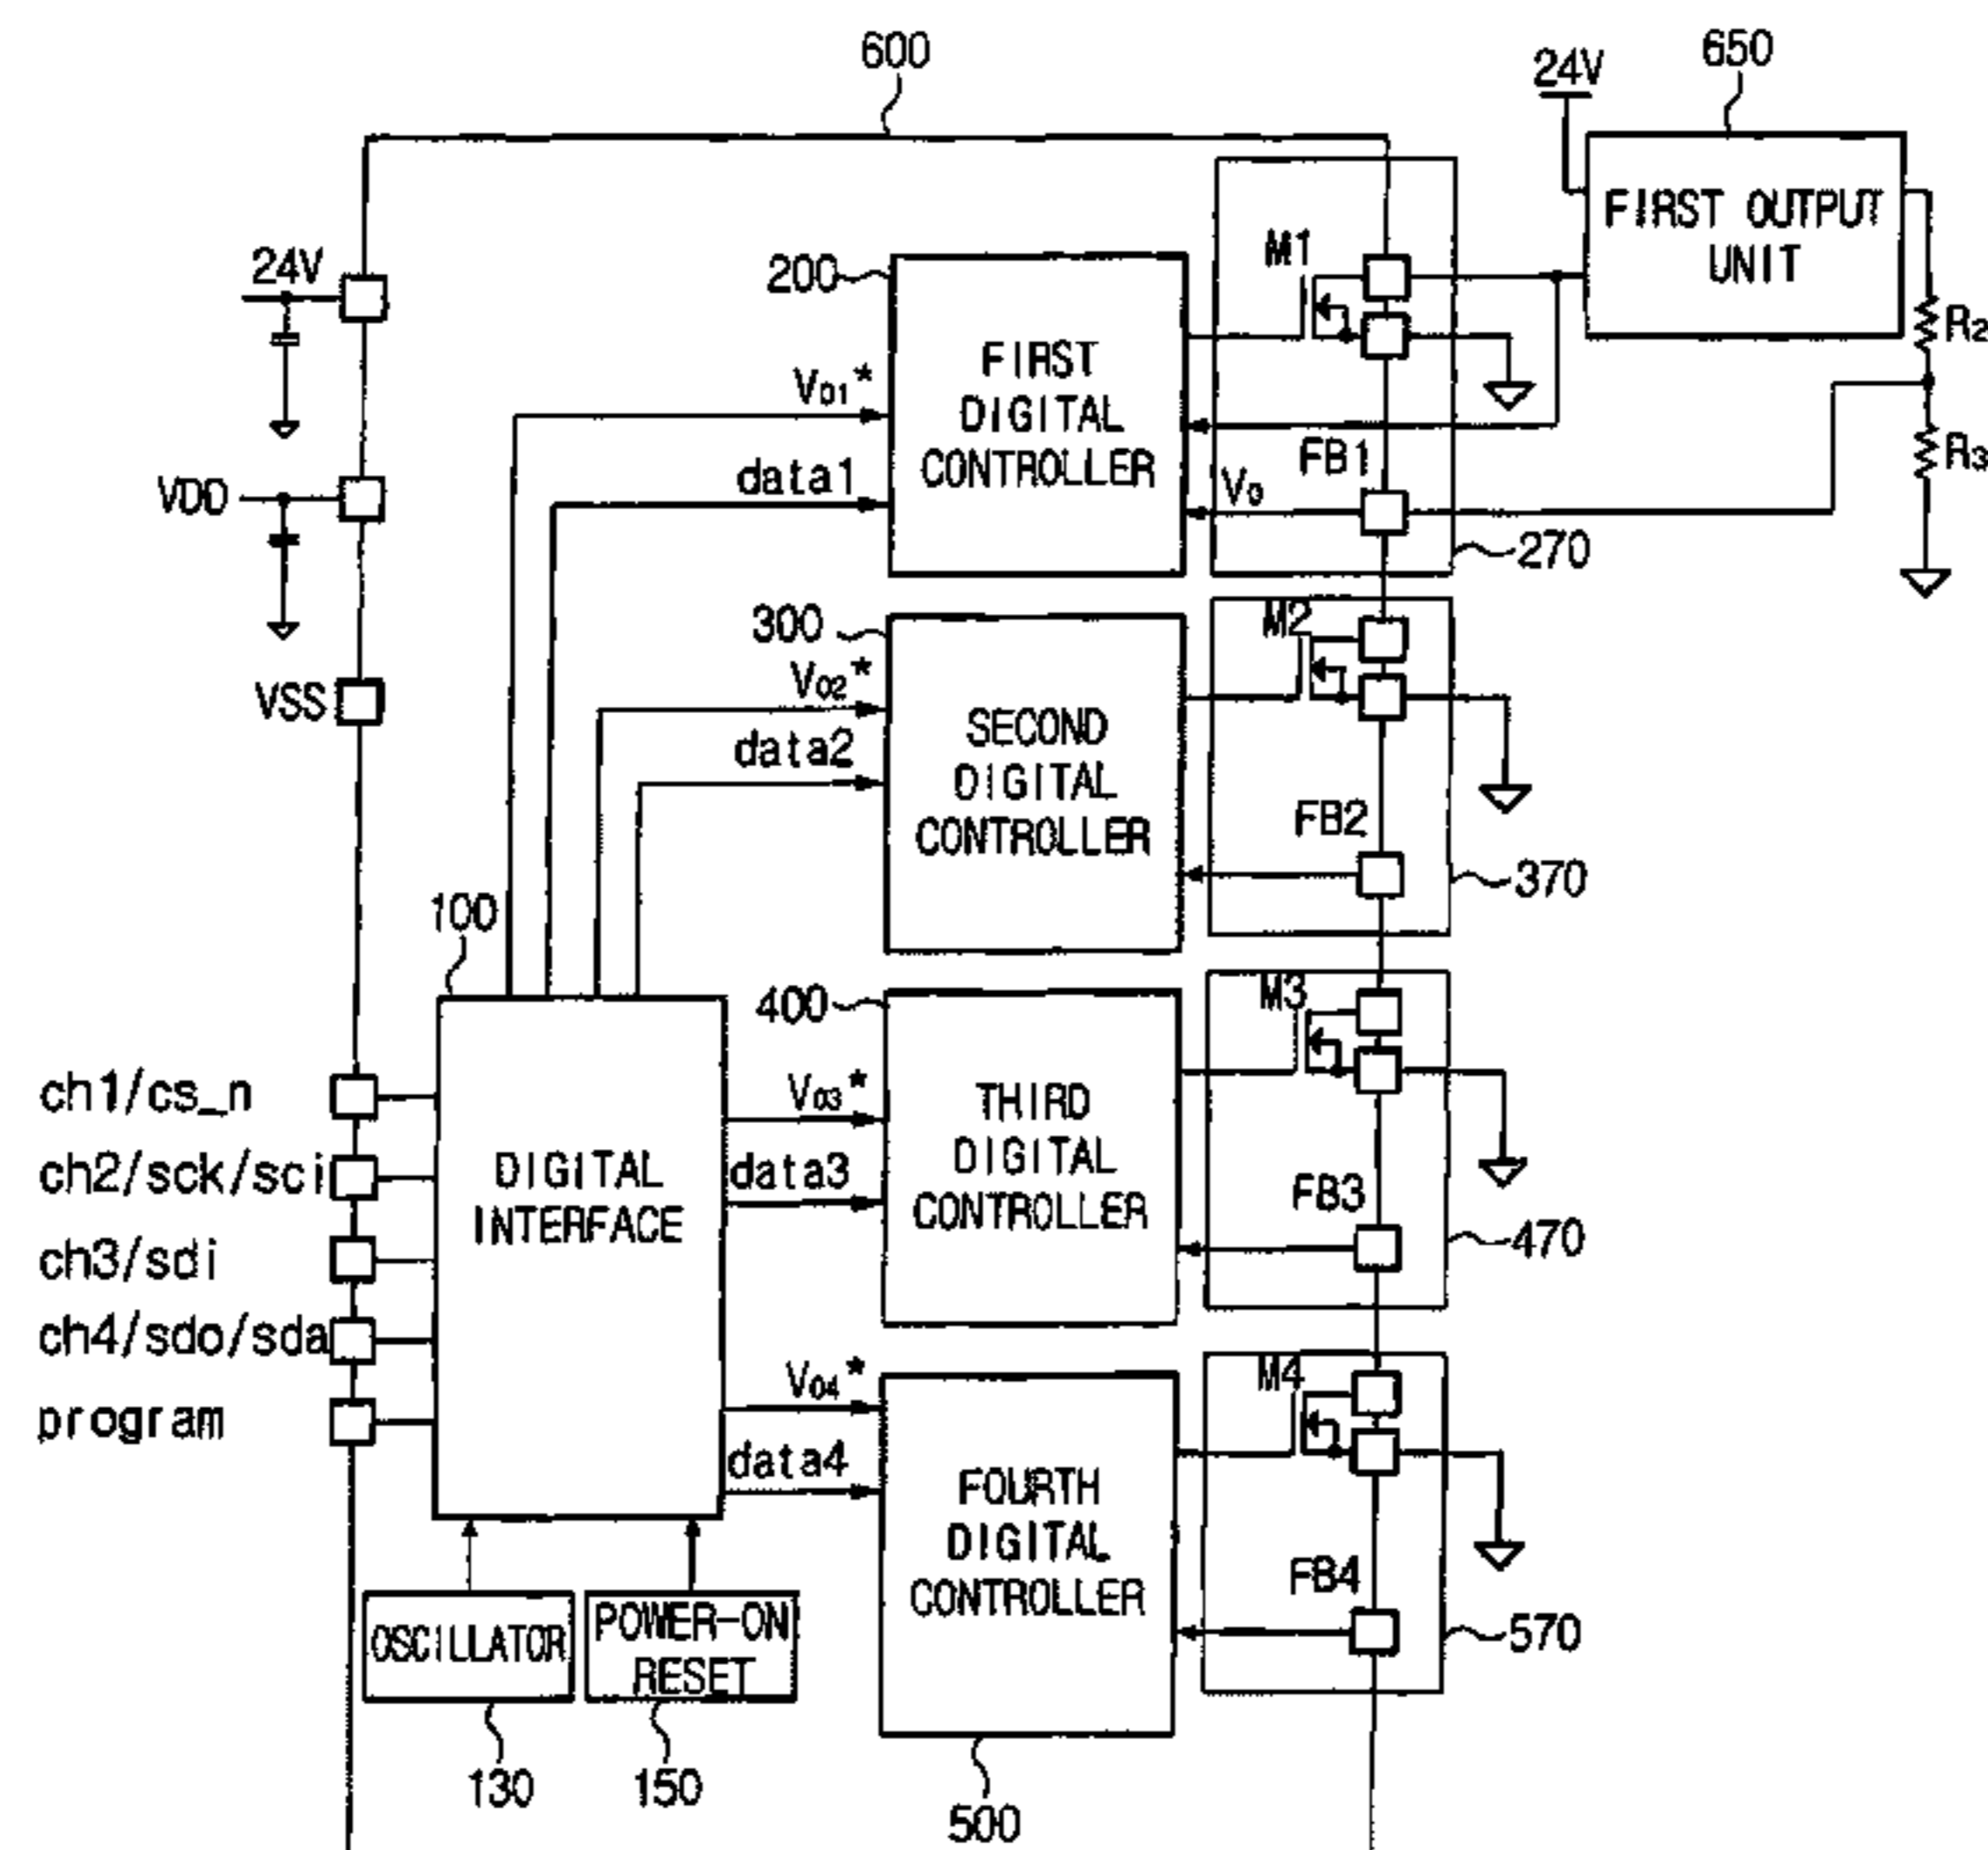 600
650
24V
FIRST OUTPUT
UNIT
R2
R3
24V
VDD
VSS
200
FIRST
DIGITAL
CONTROLLER
Vo1*
data1
M1
FB1
Vo
270
300
SECOND
DIGITAL
CONTROLLER
Vo2*
data2
M2
FB2
370
100
DIGITAL
INTERFACE
ch1/cs_n
ch2/sck/sci
ch3/sdi
ch4/sdo/sda
program
400
THIRD
DIGITAL
CONTROLLER
Vo3*
data3
M3
FB3
470
Vo4*
data4
FOURTH
DIGITAL
CONTROLLER
M4
FB4
570
OSCILLATOR
POWER-ON
RESET
130
150
500